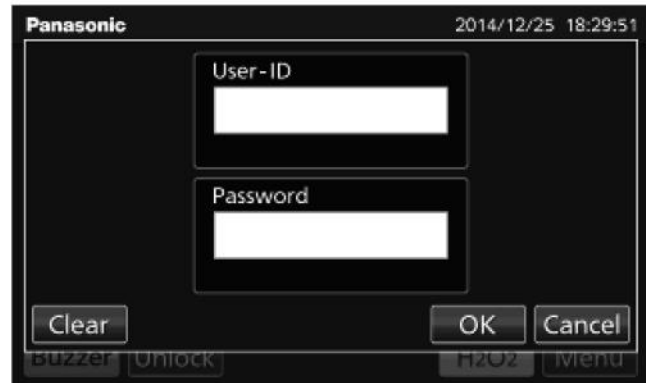 Panasonic 2014/12/25 18:29:51
User-ID
Password
Clear OK Cancel
Buzzer Unlock H2O2 Menu